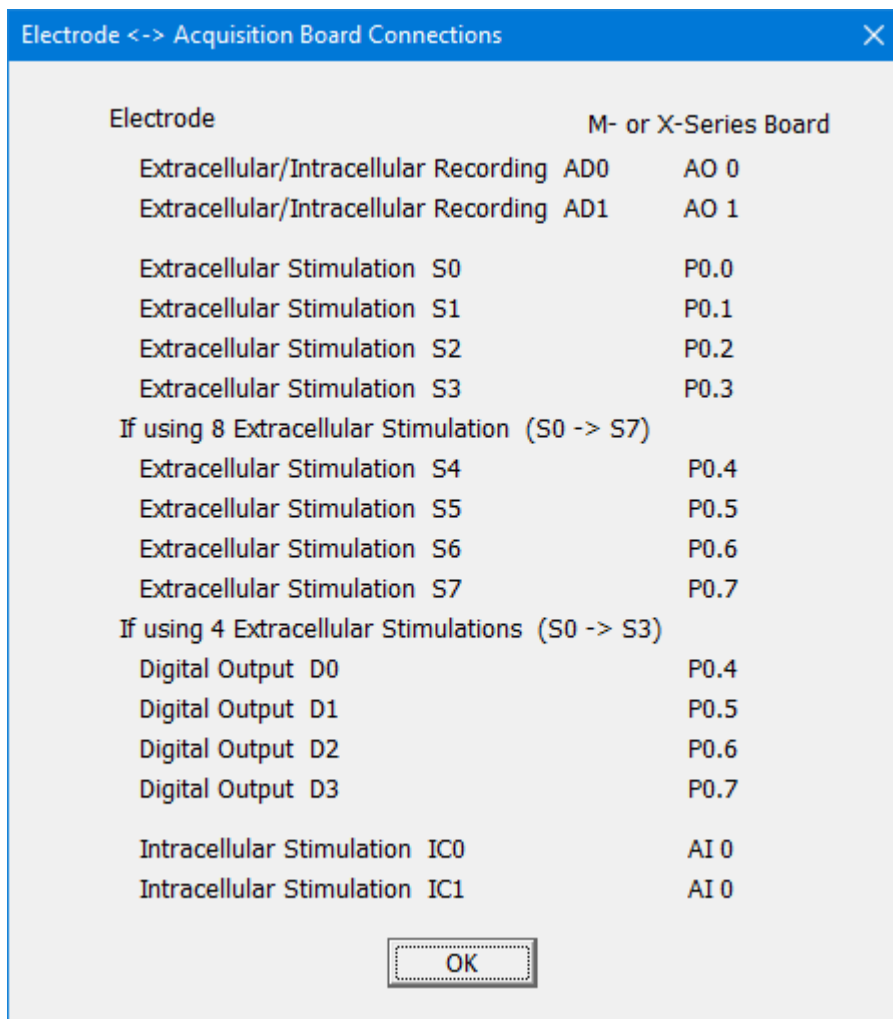 Electrode <-> Acquisition Board Connections
Electrode M- or X-Series Board
Extracellular/Intracellular Recording AD0 AO 0
Extracellular/Intracellular Recording AD1 AO 1
Extracellular Stimulation S0 P0.0
Extracellular Stimulation S1 P0.1
Extracellular Stimulation S2 P0.2
Extracellular Stimulation S3 P0.3
If using 8 Extracellular Stimulation (S0 -> S7)
Extracellular Stimulation S4 P0.4
Extracellular Stimulation S5 P0.5
Extracellular Stimulation S6 P0.6
Extracellular Stimulation S7 P0.7
If using 4 Extracellular Stimulations (S0 -> S3)
Digital Output D0 P0.4
Digital Output D1 P0.5
Digital Output D2 P0.6
Digital Output D3 P0.7
Intracellular Stimulation IC0 AI 0
Intracellular Stimulation IC1 AI 0
OK